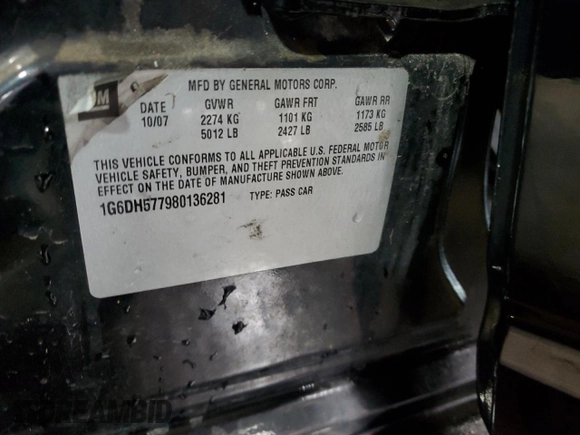 GM
MFD BY GENERAL MOTORS CORP.
DATE GVWR GAWR FRT GAWR RR
10/07 2274 KG 1101 KG 1173 KG
5012 LB 2427 LB 2585 LB
THIS VEHICLE CONFORMS TO ALL APPLICABLE U.S. FEDERAL MOTOR
VEHICLE SAFETY, BUMPER, AND THEFT PREVENTION STANDARDS IN
EFFECT ON THE DATE OF MANUFACTURE SHOWN ABOVE.
1G6DH577980136281 TYPE: PASS CAR
SCREAMBID